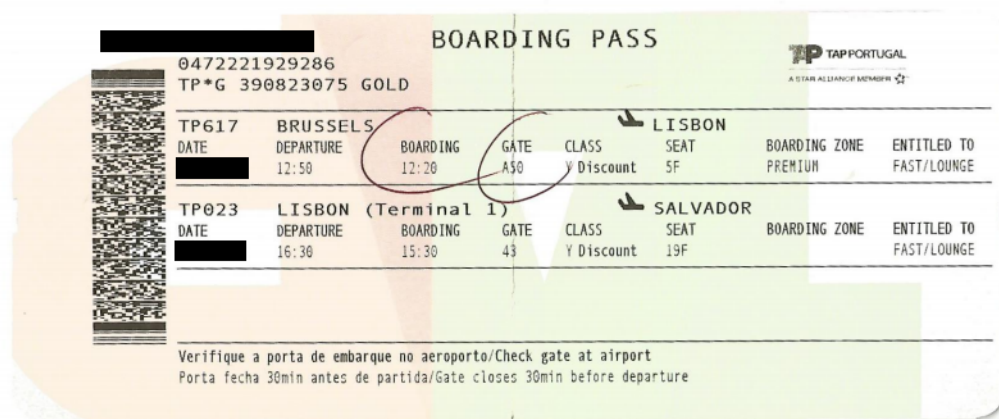 BOARDING PASS
TAP TAP PORTUGAL
A STAR ALLIANCE MEMBER
0472221929286
TP*G 390823075 GOLD
TP617 BRUSSELS LISBON
DATE DEPARTURE BOARDING GATE CLASS SEAT BOARDING ZONE ENTITLED TO
12:50 12:20 A50 Y Discount 5F PREMIUM FAST/LOUNGE
TP023 LISBON (Terminal 1) SALVADOR
DATE DEPARTURE BOARDING GATE CLASS SEAT BOARDING ZONE ENTITLED TO
16:30 15:30 43 Y Discount 19F FAST/LOUNGE
Verifique a porta de embarque no aeroporto/Check gate at airport
Porta fecha 30min antes de partida/Gate closes 30min before departure